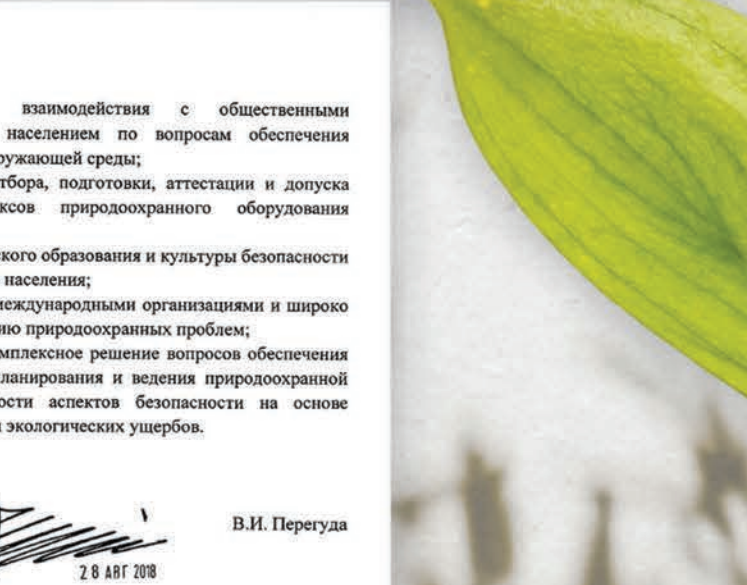 взаимодействия с общественными
населением по вопросам обеспечения
ружающей среды;
тбора, подготовки, аттестации и допуска
ксов природоохранного оборудования
кого образования и культуры безопасности
населения;
международными организациями и широко
ию природоохранных проблем;
мплексное решение вопросов обеспечения
ланирования и ведения природоохранной
ости аспектов безопасности на основе
экологических ущербов.
В.И. Перегуда
28 АВГ 2018